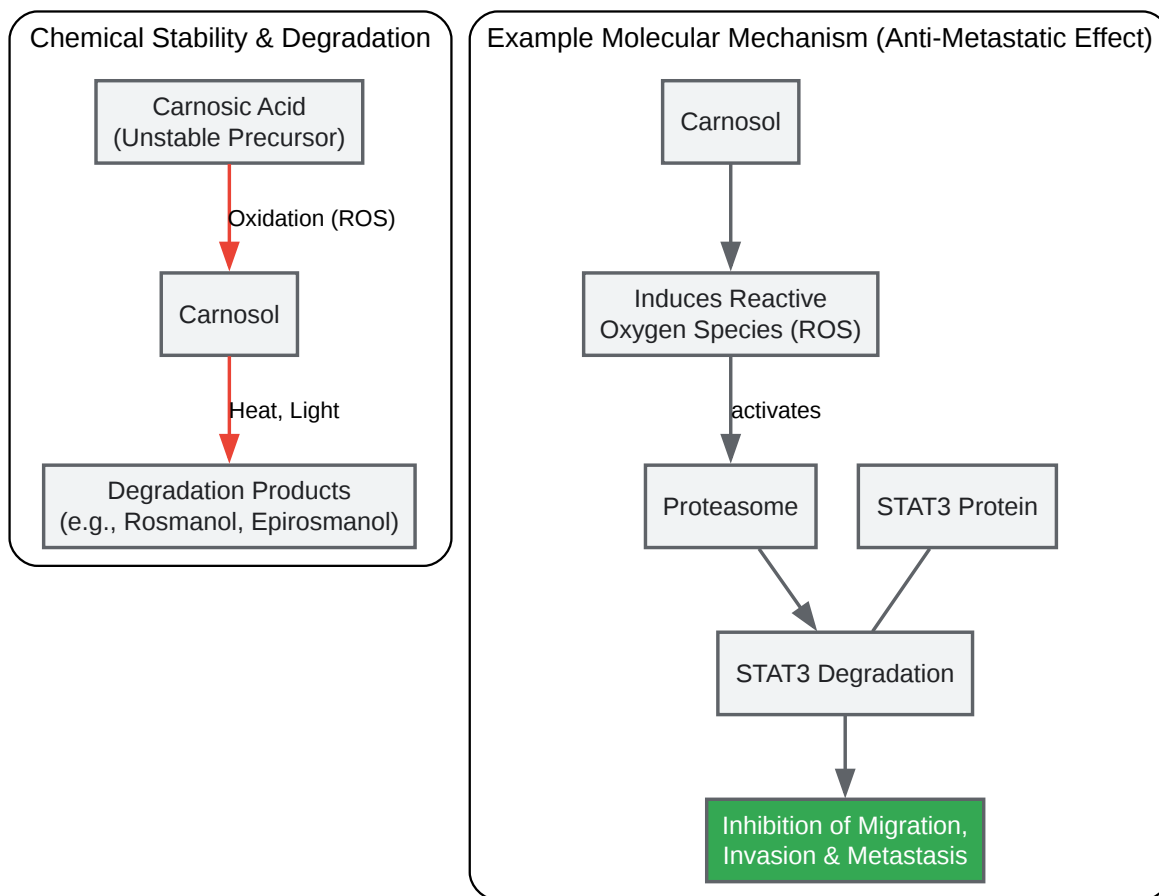 Chemical Stability & Degradation
Carnosic Acid
(Unstable Precursor)
Oxidation (ROS)
Carnosol
Heat, Light
Degradation Products
(e.g., Rosmanol, Epirosmanol)
Example Molecular Mechanism (Anti-Metastatic Effect)
Carnosol
Induces Reactive
Oxygen Species (ROS)
activates
Proteasome
STAT3 Protein
STAT3 Degradation
Inhibition of Migration,
Invasion & Metastasis